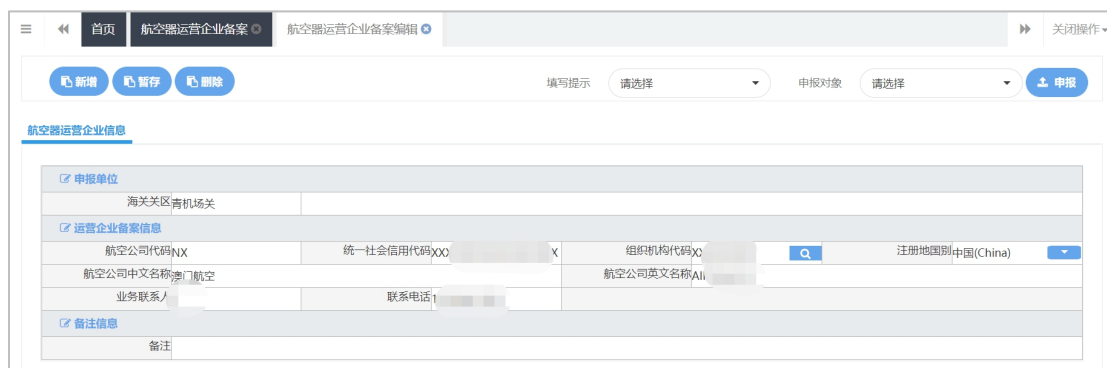 首页 航空器运营企业备案 航空器运营企业备案编辑 关闭操作
新增 暂存 删除 填写提示 请选择 申报对象 请选择 申报
航空器运营企业信息
申报单位
海关关区 青机场关
运营企业备案信息
航空公司代码 NX 统一社会信用代码 XX X 组织机构代码 X 注册地国别 中国(China)
航空公司中文名称 澳门航空 航空公司英文名称
业务联系人 联系电话
备注信息
备注